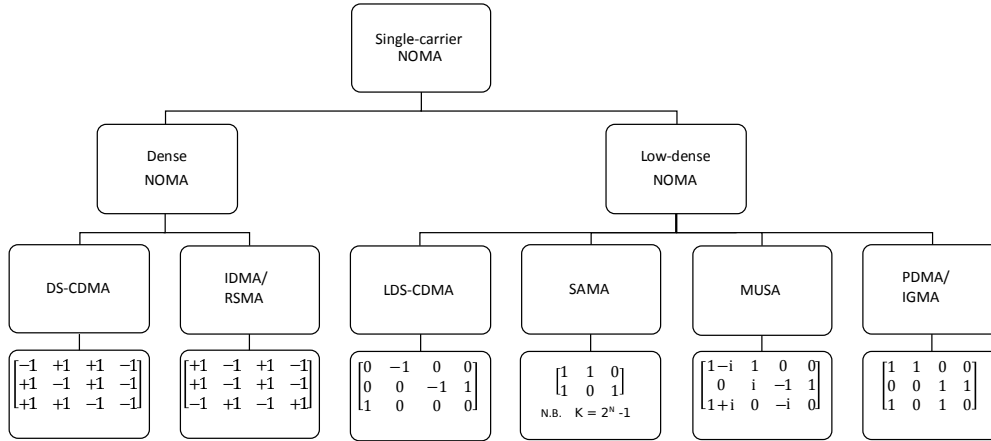 Single-carrier
NOMA
Dense
NOMA
Low-dense
NOMA
DS-CDMA
IDMA/
RSMA
LDS-CDMA
SAMA
MUSA
PDMA/
IGMA
−1 +1 +1 −1
+1 −1 +1 −1
+1 +1 −1 −1
+1 −1 +1 −1
+1 −1 +1 −1
−1 +1 −1 +1
0 −1 0 0
0 0 −1 1
1 0 0 0
1 1 0
1 0 1
N.B. K = 2^N -1
1−i 1 0 0
0 i −1 1
1+i 0 −i 0
1 1 0 0
0 0 1 1
1 0 1 0